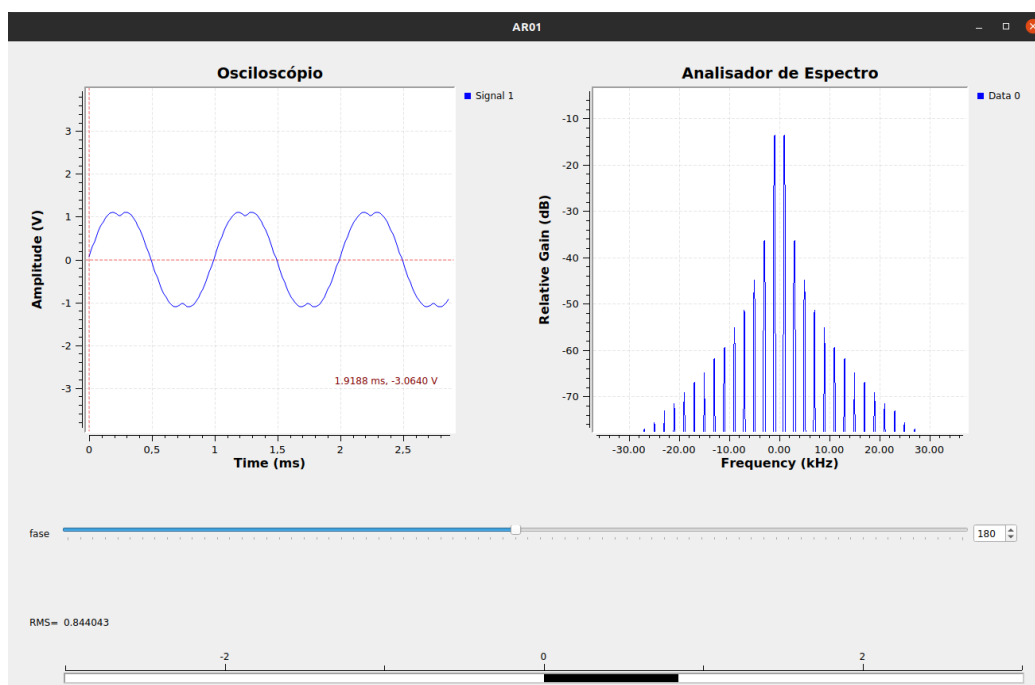 AR01
Osciloscópio
Signal 1
Amplitude (V)
3
2
1
0
-1
-2
-3
1.9188 ms, -3.0640 V
0 0.5 1 1.5 2 2.5
Time (ms)
Analisador de Espectro
Data 0
Relative Gain (dB)
-10
-20
-30
-40
-50
-60
-70
-30.00 -20.00 -10.00 0.00 10.00 20.00 30.00
Frequency (kHz)
fase 180
RMS= 0.844043
-2 0 2